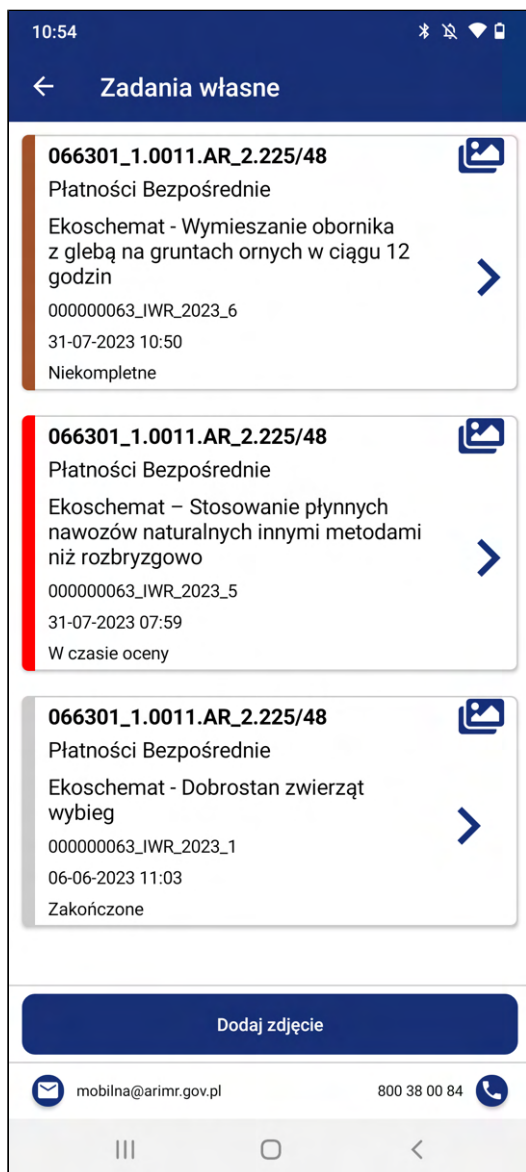 10:54
Zadania własne
066301_1.0011.AR_2.225/48
Płatności Bezpośrednie
Ekoschemat - Wymieszanie obornika
z glebą na gruntach ornych w ciągu 12
godzin
000000063_IWR_2023_6
31-07-2023 10:50
Niekompletne
066301_1.0011.AR_2.225/48
Płatności Bezpośrednie
Ekoschemat – Stosowanie płynnych
nawozów naturalnych innymi metodami
niż rozbryzgowo
000000063_IWR_2023_5
31-07-2023 07:59
W czasie oceny
066301_1.0011.AR_2.225/48
Płatności Bezpośrednie
Ekoschemat - Dobrostan zwierząt
wybieg
000000063_IWR_2023_1
06-06-2023 11:03
Zakończone
Dodaj zdjęcie
mobilna@arimr.gov.pl 800 38 00 84